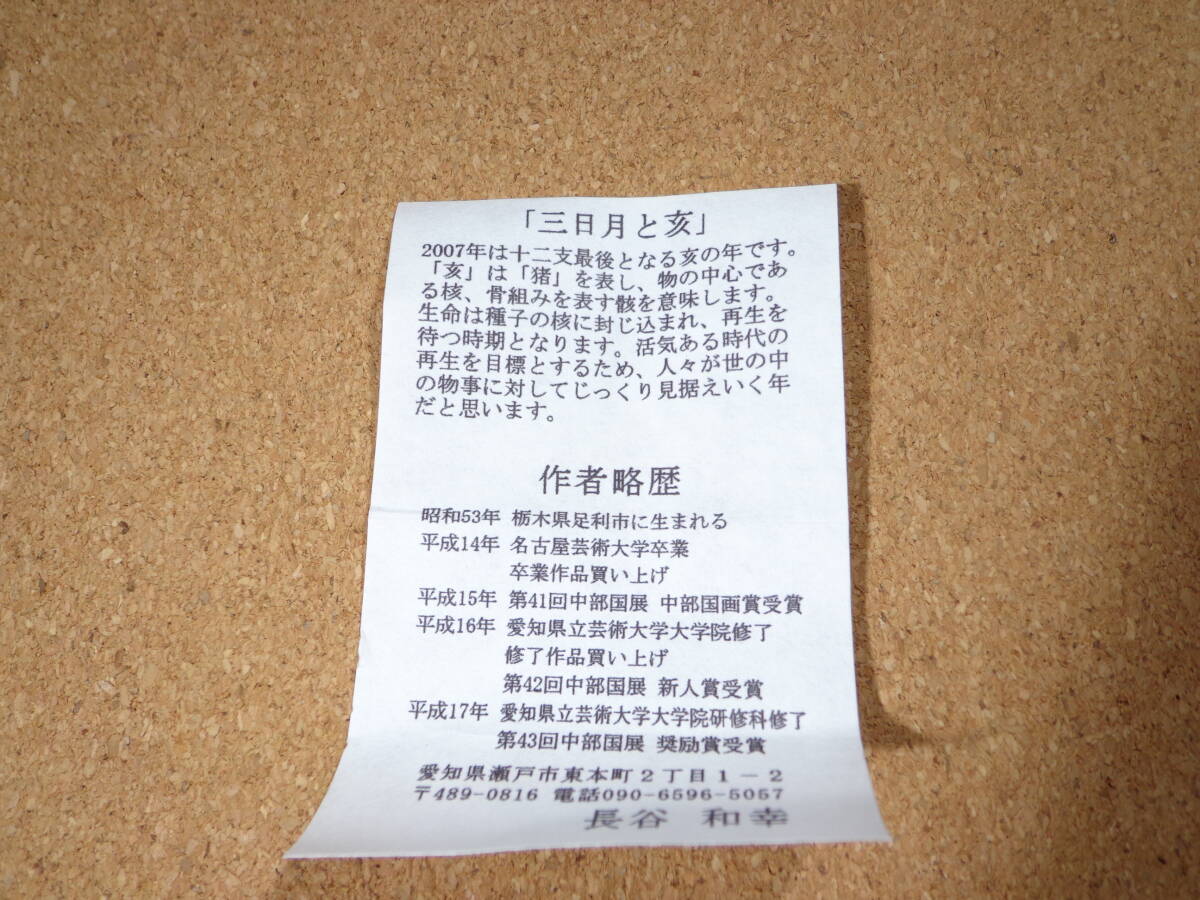 「三日月と亥」
2007年は十二支最後となる亥の年です。
「亥」は「猪」を表し、物の中心であ
る核、骨組みを表す骸を意味します。
生命は種子の核に封じ込まれ、再生を
待つ時期となります。活気ある時代の
再生を目標とするため、人々が世の中
の物事に対してじっくり見据えいく年
だと思います。
作者略歴
昭和53年 栃木県足利市に生まれる
平成14年 名古屋芸術大学卒業
卒業作品買い上げ
平成15年 第41回中部国展 中部国画賞受賞
平成16年 愛知県立芸術大学大学院修了
修了作品買い上げ
第42回中部国展 新人賞受賞
平成17年 愛知県立芸術大学大学院研修科修了
第43回中部国展 奨励賞受賞
愛知県瀬戸市東本町2丁目1-2
〒489-0816 電話090-6596-5057
長谷 和幸